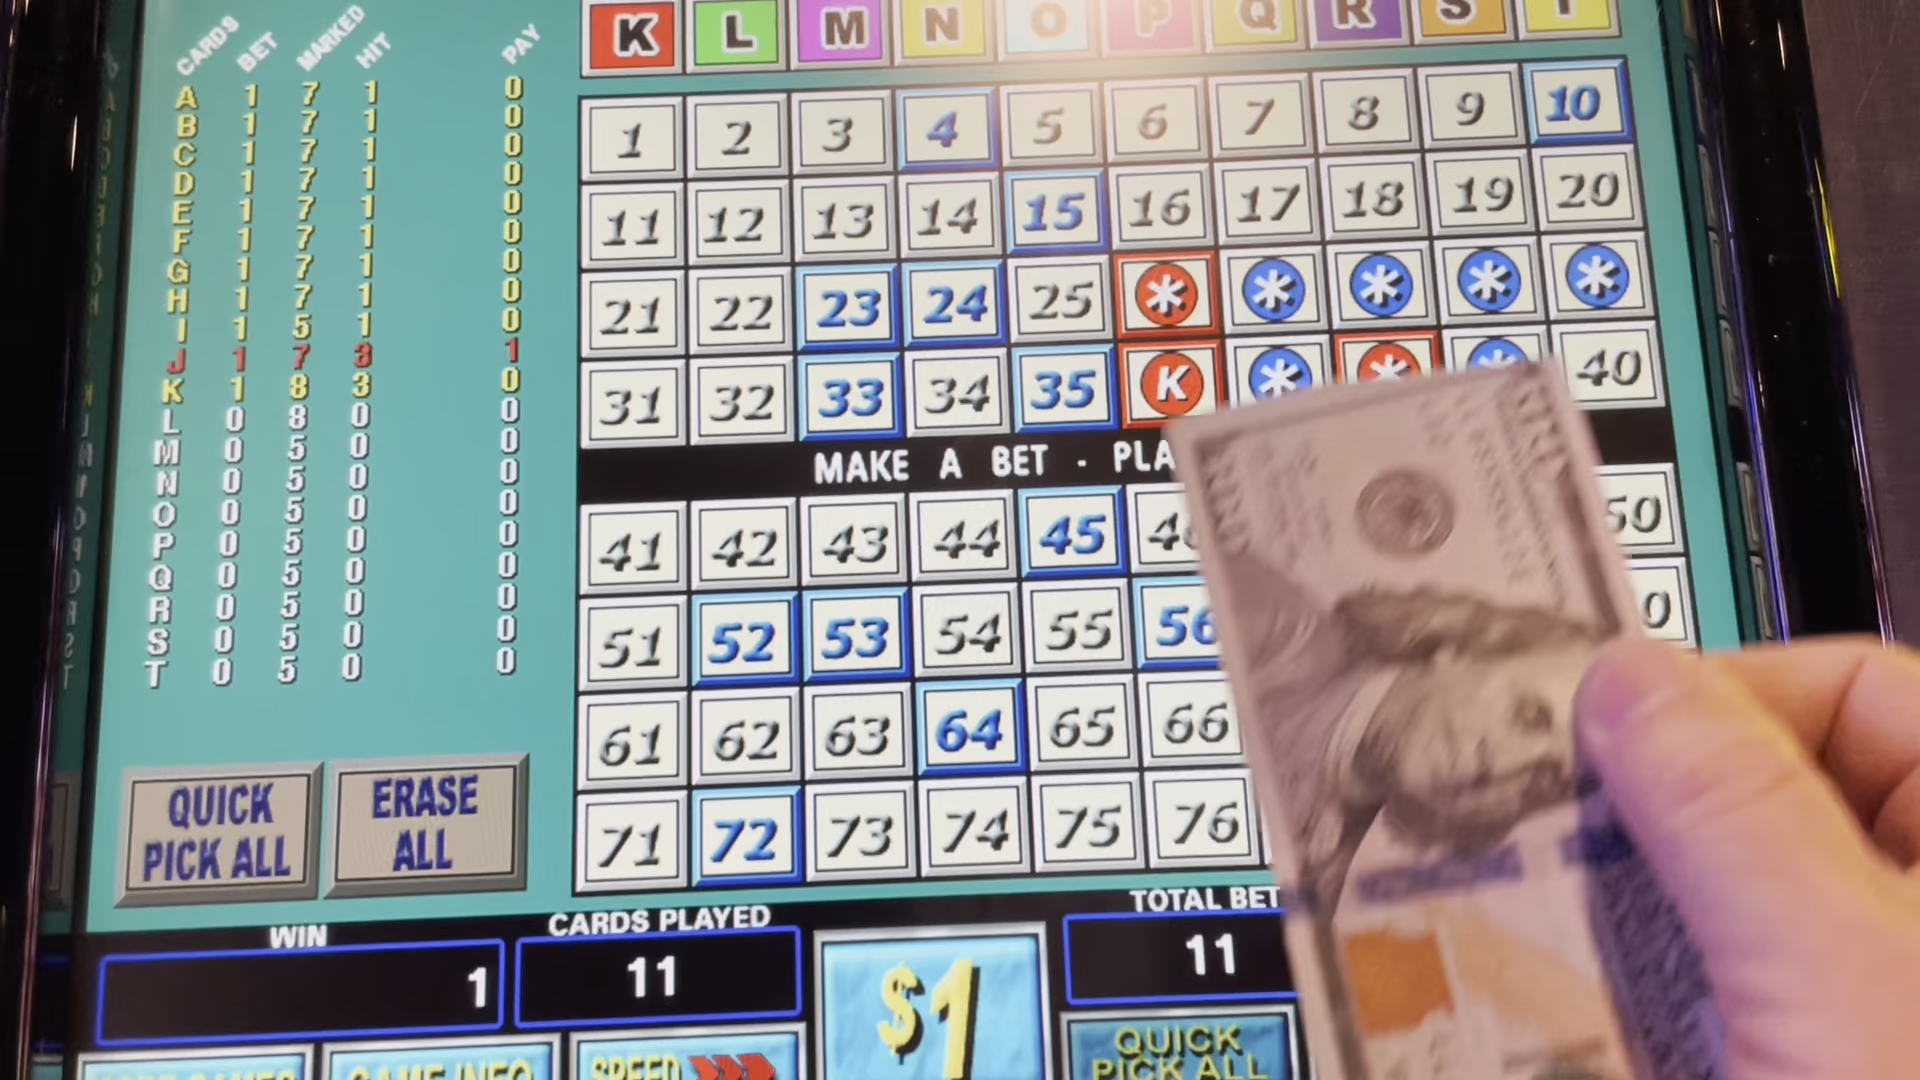 CARDS BET MARKED HIT PAY
A 1 7 1 0
B 1 7 1 0
C 1 7 1 0
D 1 7 1 0
E 1 7 1 0
F 1 7 1 0
G 1 7 1 0
H 1 7 1 0
I 1 5 1 0
J 1 7 3 1
K 1 8 3 0
L 0 8 0 0
M 0 5 0 0
N 0 5 0 0
O 0 5 0 0
P 0 5 0 0
Q 0 5 0 0
R 0 5 0 0
S 0 5 0 0
T 0 5 0 0
QUICK PICK ALL
ERASE ALL
K L M N O P Q R S T
1 2 3 4 5 6 7 8 9 10
11 12 13 14 15 16 17 18 19 20
21 22 23 24 25 * * * * *
31 32 33 34 35 K * * * 40
MAKE A BET - PLA
41 42 43 44 45 50
51 52 53 54 55 56
61 62 63 64 65 66
71 72 73 74 75 76
WIN
1
CARDS PLAYED
11
$1
TOTAL BET
11
GAME INFO
SPEED
QUICK
PICK ALL